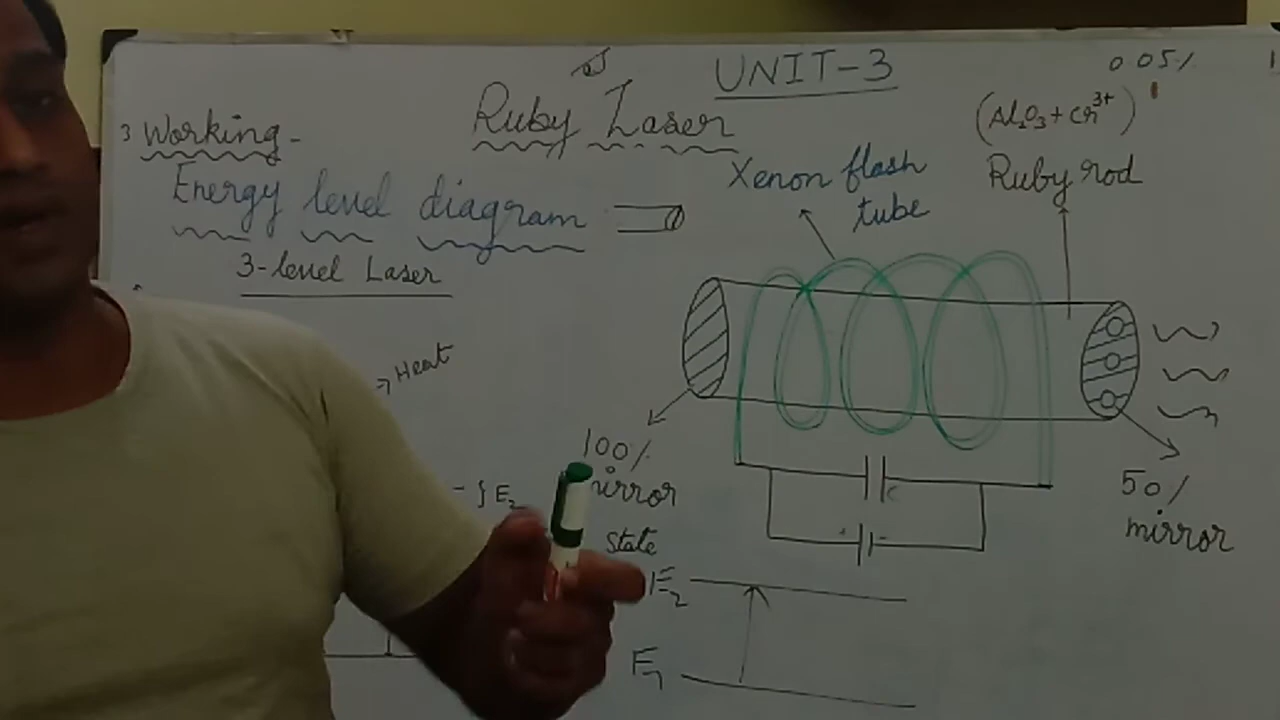 UNIT-3
0.05%
Ruby Laser
(Al₂O₃ + Cr³⁺)
3 Working-
Xenon flash
tube
Ruby rod
Energy level diagram
3-level Laser
→ Heat
100%
mirror
50%
mirror
} E₂
C
+ -
State
E₂
E₁